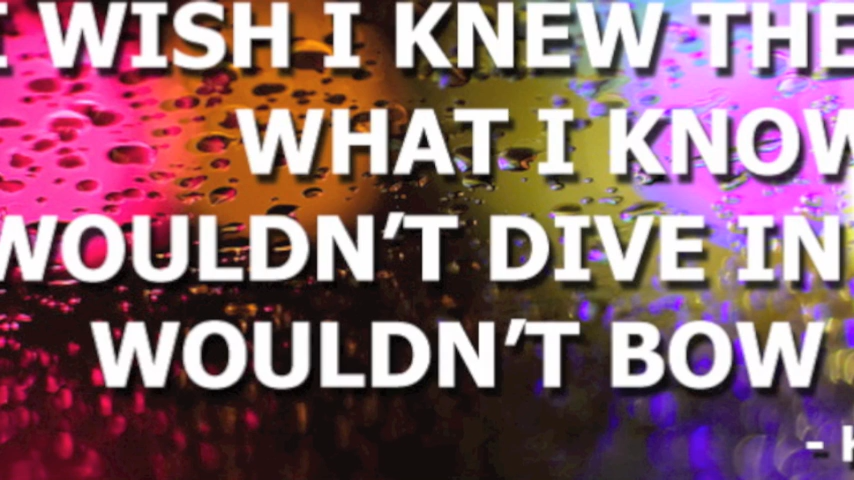 I WISH I KNEW THE
WHAT I KNOW
WOULDN'T DIVE IN
WOULDN'T BOW
- K